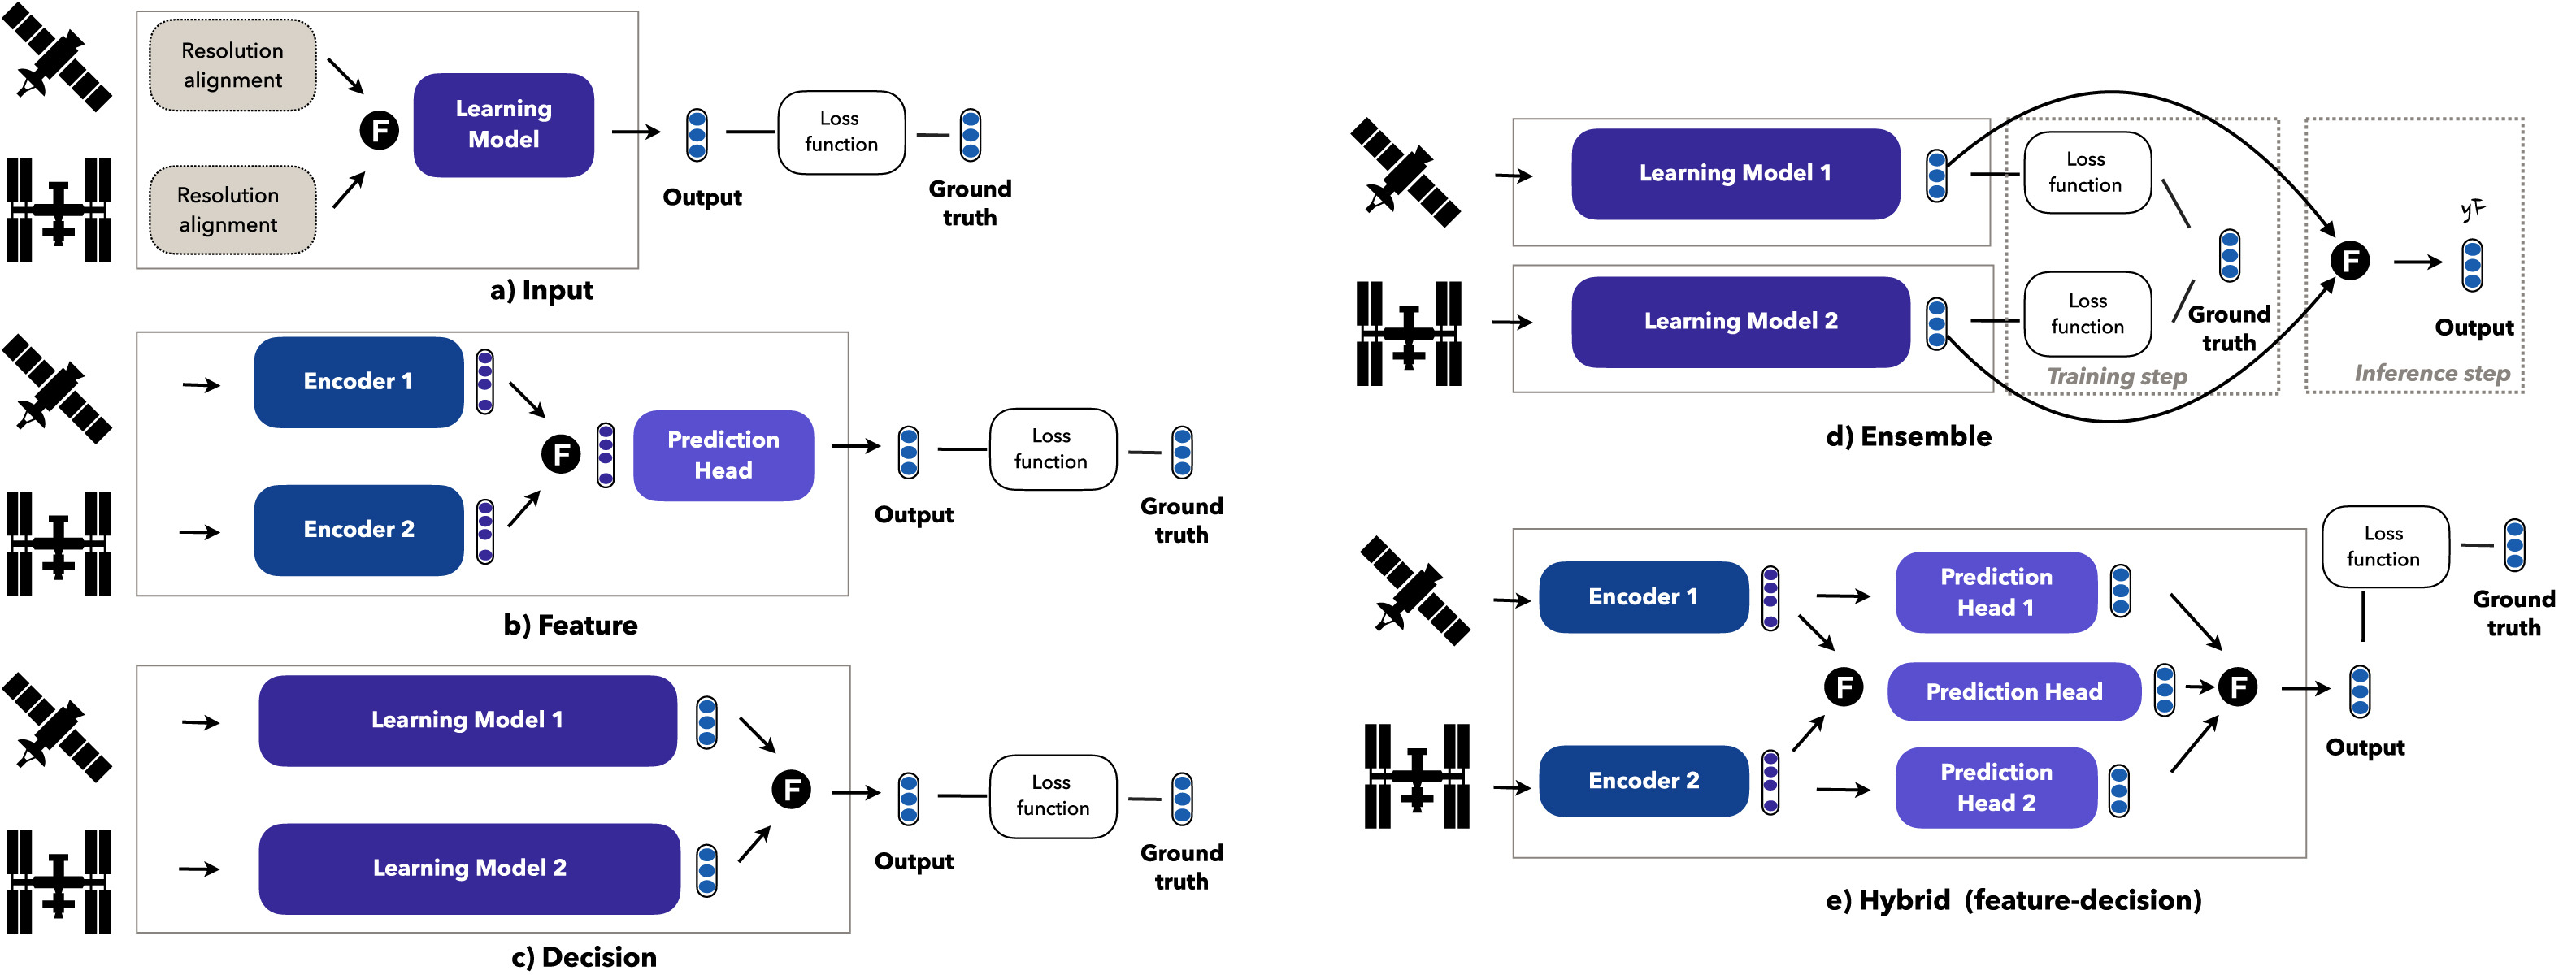 Resolution
alignment
Resolution
alignment
F
Learning
Model
Output
Loss
function
Ground
truth
a) Input
Encoder 1
Encoder 2
F
Prediction
Head
Output
Loss
function
Ground
truth
b) Feature
Learning Model 1
Learning Model 2
F
Output
Loss
function
Ground
truth
c) Decision
Learning Model 1
Learning Model 2
Loss
function
Loss
function
Ground
truth
Training step
F
yF
Output
Inference step
d) Ensemble
Encoder 1
Encoder 2
F
Prediction
Head 1
Prediction Head
Prediction
Head 2
F
Output
Loss
function
Ground
truth
e) Hybrid (feature-decision)